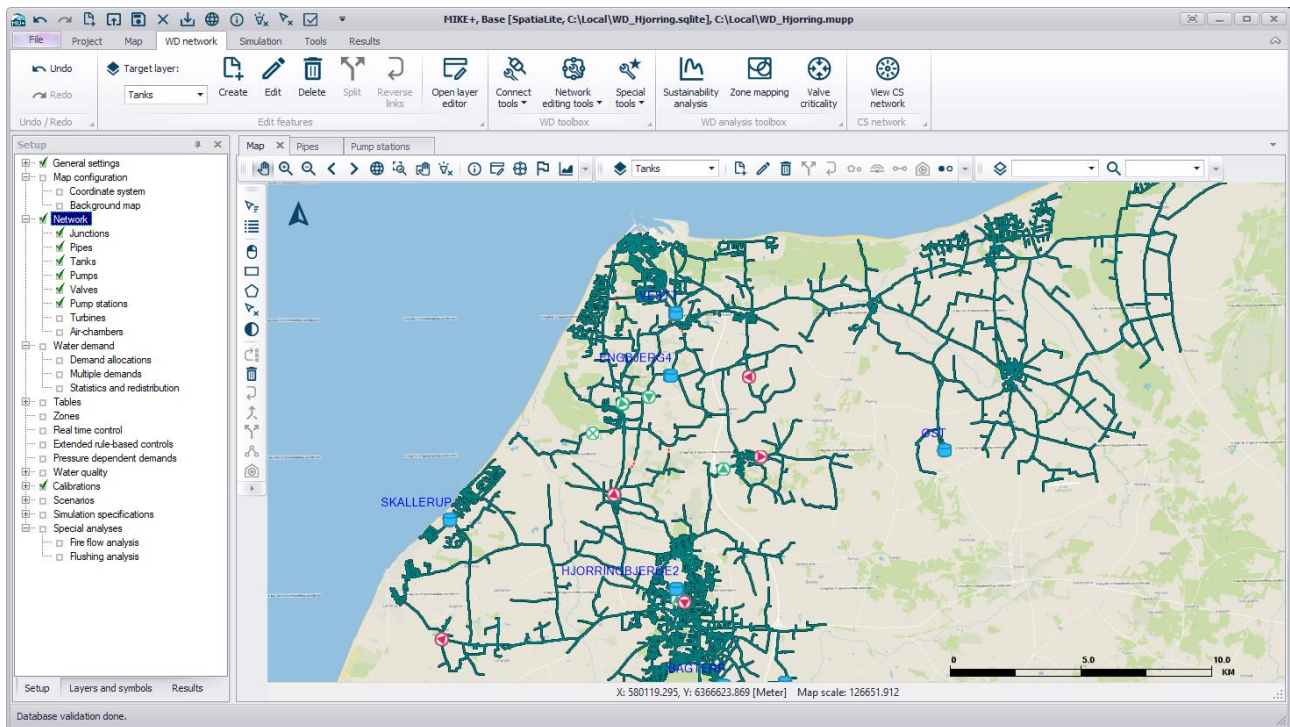 MIKE+, Base [SpatiaLite, C:\Local\WD_Hjorring.sqlite], C:\Local\WD_Hjorring.mupp
File Project Map WD network Simulation Tools Results
Undo
Redo
Undo / Redo
Target layer:
Tanks
Create
Edit
Delete
Split
Reverse links
Open layer editor
Edit features
Connect tools
Network editing tools
Special tools
WD toolbox
Sustainability analysis
Zone mapping
Valve criticality
WD analysis toolbox
View CS network
CS network
Setup
General settings
Map configuration
Coordinate system
Background map
Network
Junctions
Pipes
Tanks
Pumps
Valves
Pump stations
Turbines
Air-chambers
Water demand
Demand allocations
Multiple demands
Statistics and redistribution
Tables
Zones
Real time control
Extended rule-based controls
Pressure dependent demands
Water quality
Calibrations
Scenarios
Simulation specifications
Special analyses
Fire flow analysis
Flushing analysis
Setup Layers and symbols Results
Map Pipes Pump stations
Tanks
ENGBJERG4
OST
SKALLERUP
0 5.0 10.0
KM
X: 580119.295, Y: 6366623.869 [Meter] Map scale: 126651.912
Database validation done.